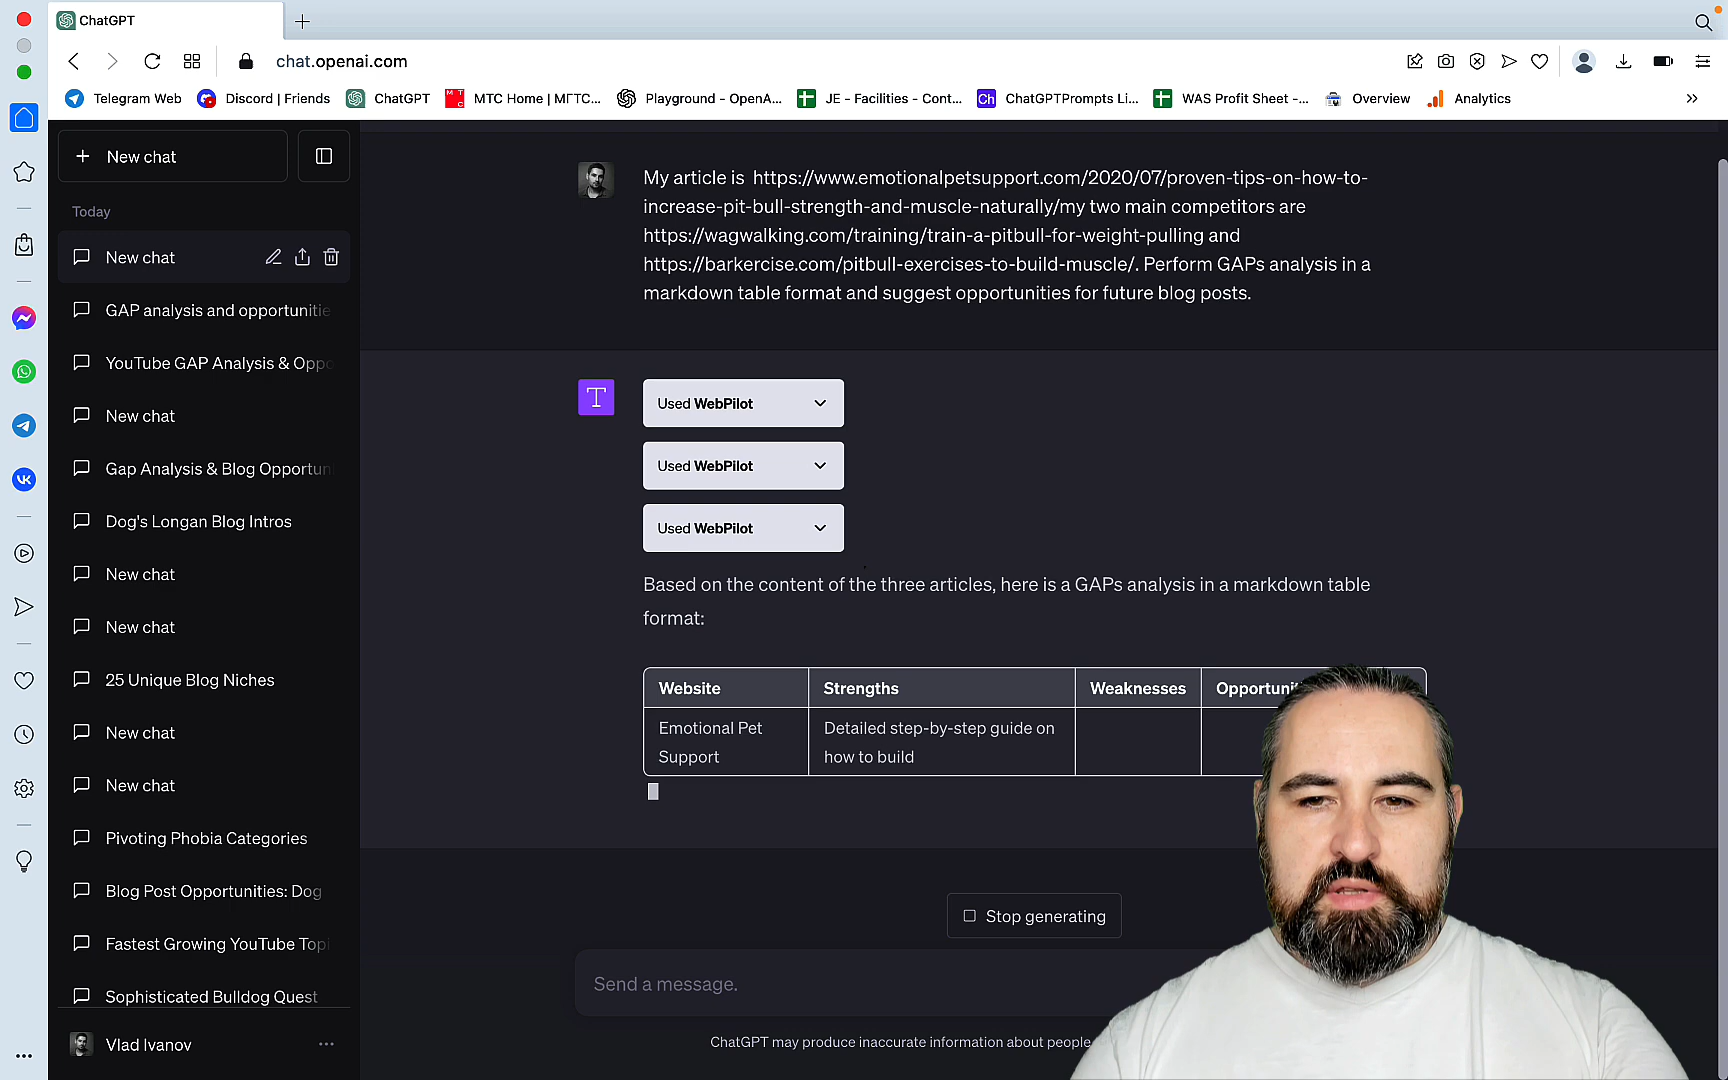 ChatGPT
chat.openai.com
Telegram Web
Discord | Friends
ChatGPT
MTC Home | МГТС...
Playground - OpenA...
JE - Facilities - Cont...
Ch
ChatGPTPrompts Li...
WAS Profit Sheet -...
Overview
Analytics
New chat
Today
New chat
GAP analysis and opportunitie
YouTube GAP Analysis & Oppo
New chat
Gap Analysis & Blog Opportun
Dog's Longan Blog Intros
New chat
New chat
25 Unique Blog Niches
New chat
New chat
Pivoting Phobia Categories
Blog Post Opportunities: Dog
Fastest Growing YouTube Topi
Sophisticated Bulldog Quest
Vlad Ivanov
My article is https://www.emotionalpetsupport.com/2020/07/proven-tips-on-how-to-
increase-pit-bull-strength-and-muscle-naturally/my two main competitors are
https://wagwalking.com/training/train-a-pitbull-for-weight-pulling and
https://barkercise.com/pitbull-exercises-to-build-muscle/. Perform GAPs analysis in a
markdown table format and suggest opportunities for future blog posts.
T
Used WebPilot
Used WebPilot
Used WebPilot
Based on the content of the three articles, here is a GAPs analysis in a markdown table
format:
Website Strengths Weaknesses Opportuni
Emotional Pet Detailed step-by-step guide on
Support how to build
Stop generating
Send a message.
ChatGPT may produce inaccurate information about people